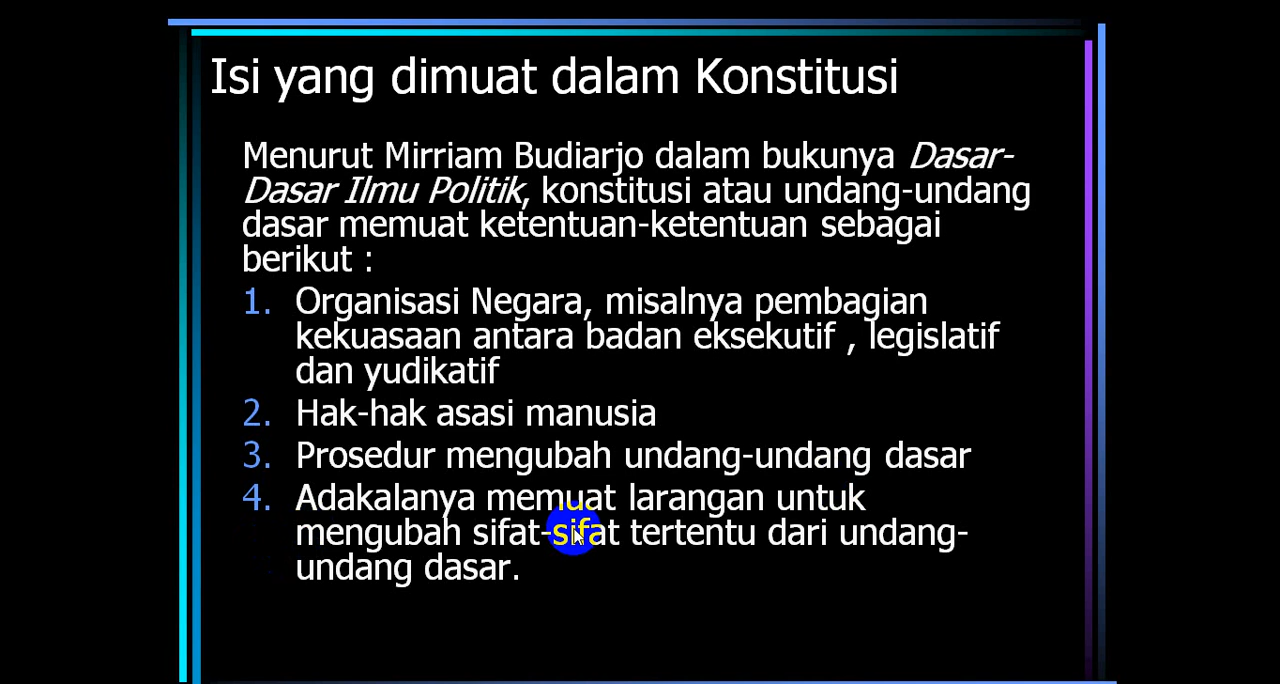 Isi yang dimuat dalam Konstitusi
Menurut Mirriam Budiarjo dalam bukunya Dasar-
Dasar Ilmu Politik, konstitusi atau undang-undang
dasar memuat ketentuan-ketentuan sebagai
berikut :
1. Organisasi Negara, misalnya pembagian
kekuasaan antara badan eksekutif , legislatif
dan yudikatif
2. Hak-hak asasi manusia
3. Prosedur mengubah undang-undang dasar
4. Adakalanya memuat larangan untuk
mengubah sifat-sifat tertentu dari undang-
undang dasar.